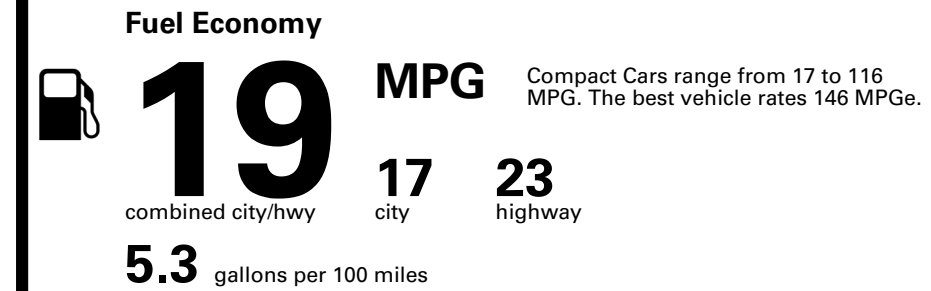 Fuel Economy
19 MPG
Compact Cars range from 17 to 116
MPG. The best vehicle rates 146 MPGe.
combined city/hwy
17
city
23
highway
5.3 gallons per 100 miles